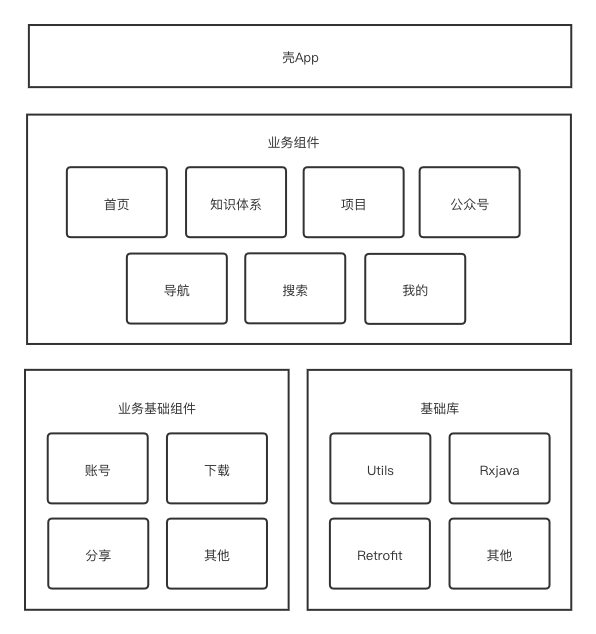 壳App
业务组件
首页
知识体系
项目
公众号
导航
搜索
我的
业务基础组件
账号
下载
分享
其他
基础库
Utils
Rxjava
Retrofit
其他